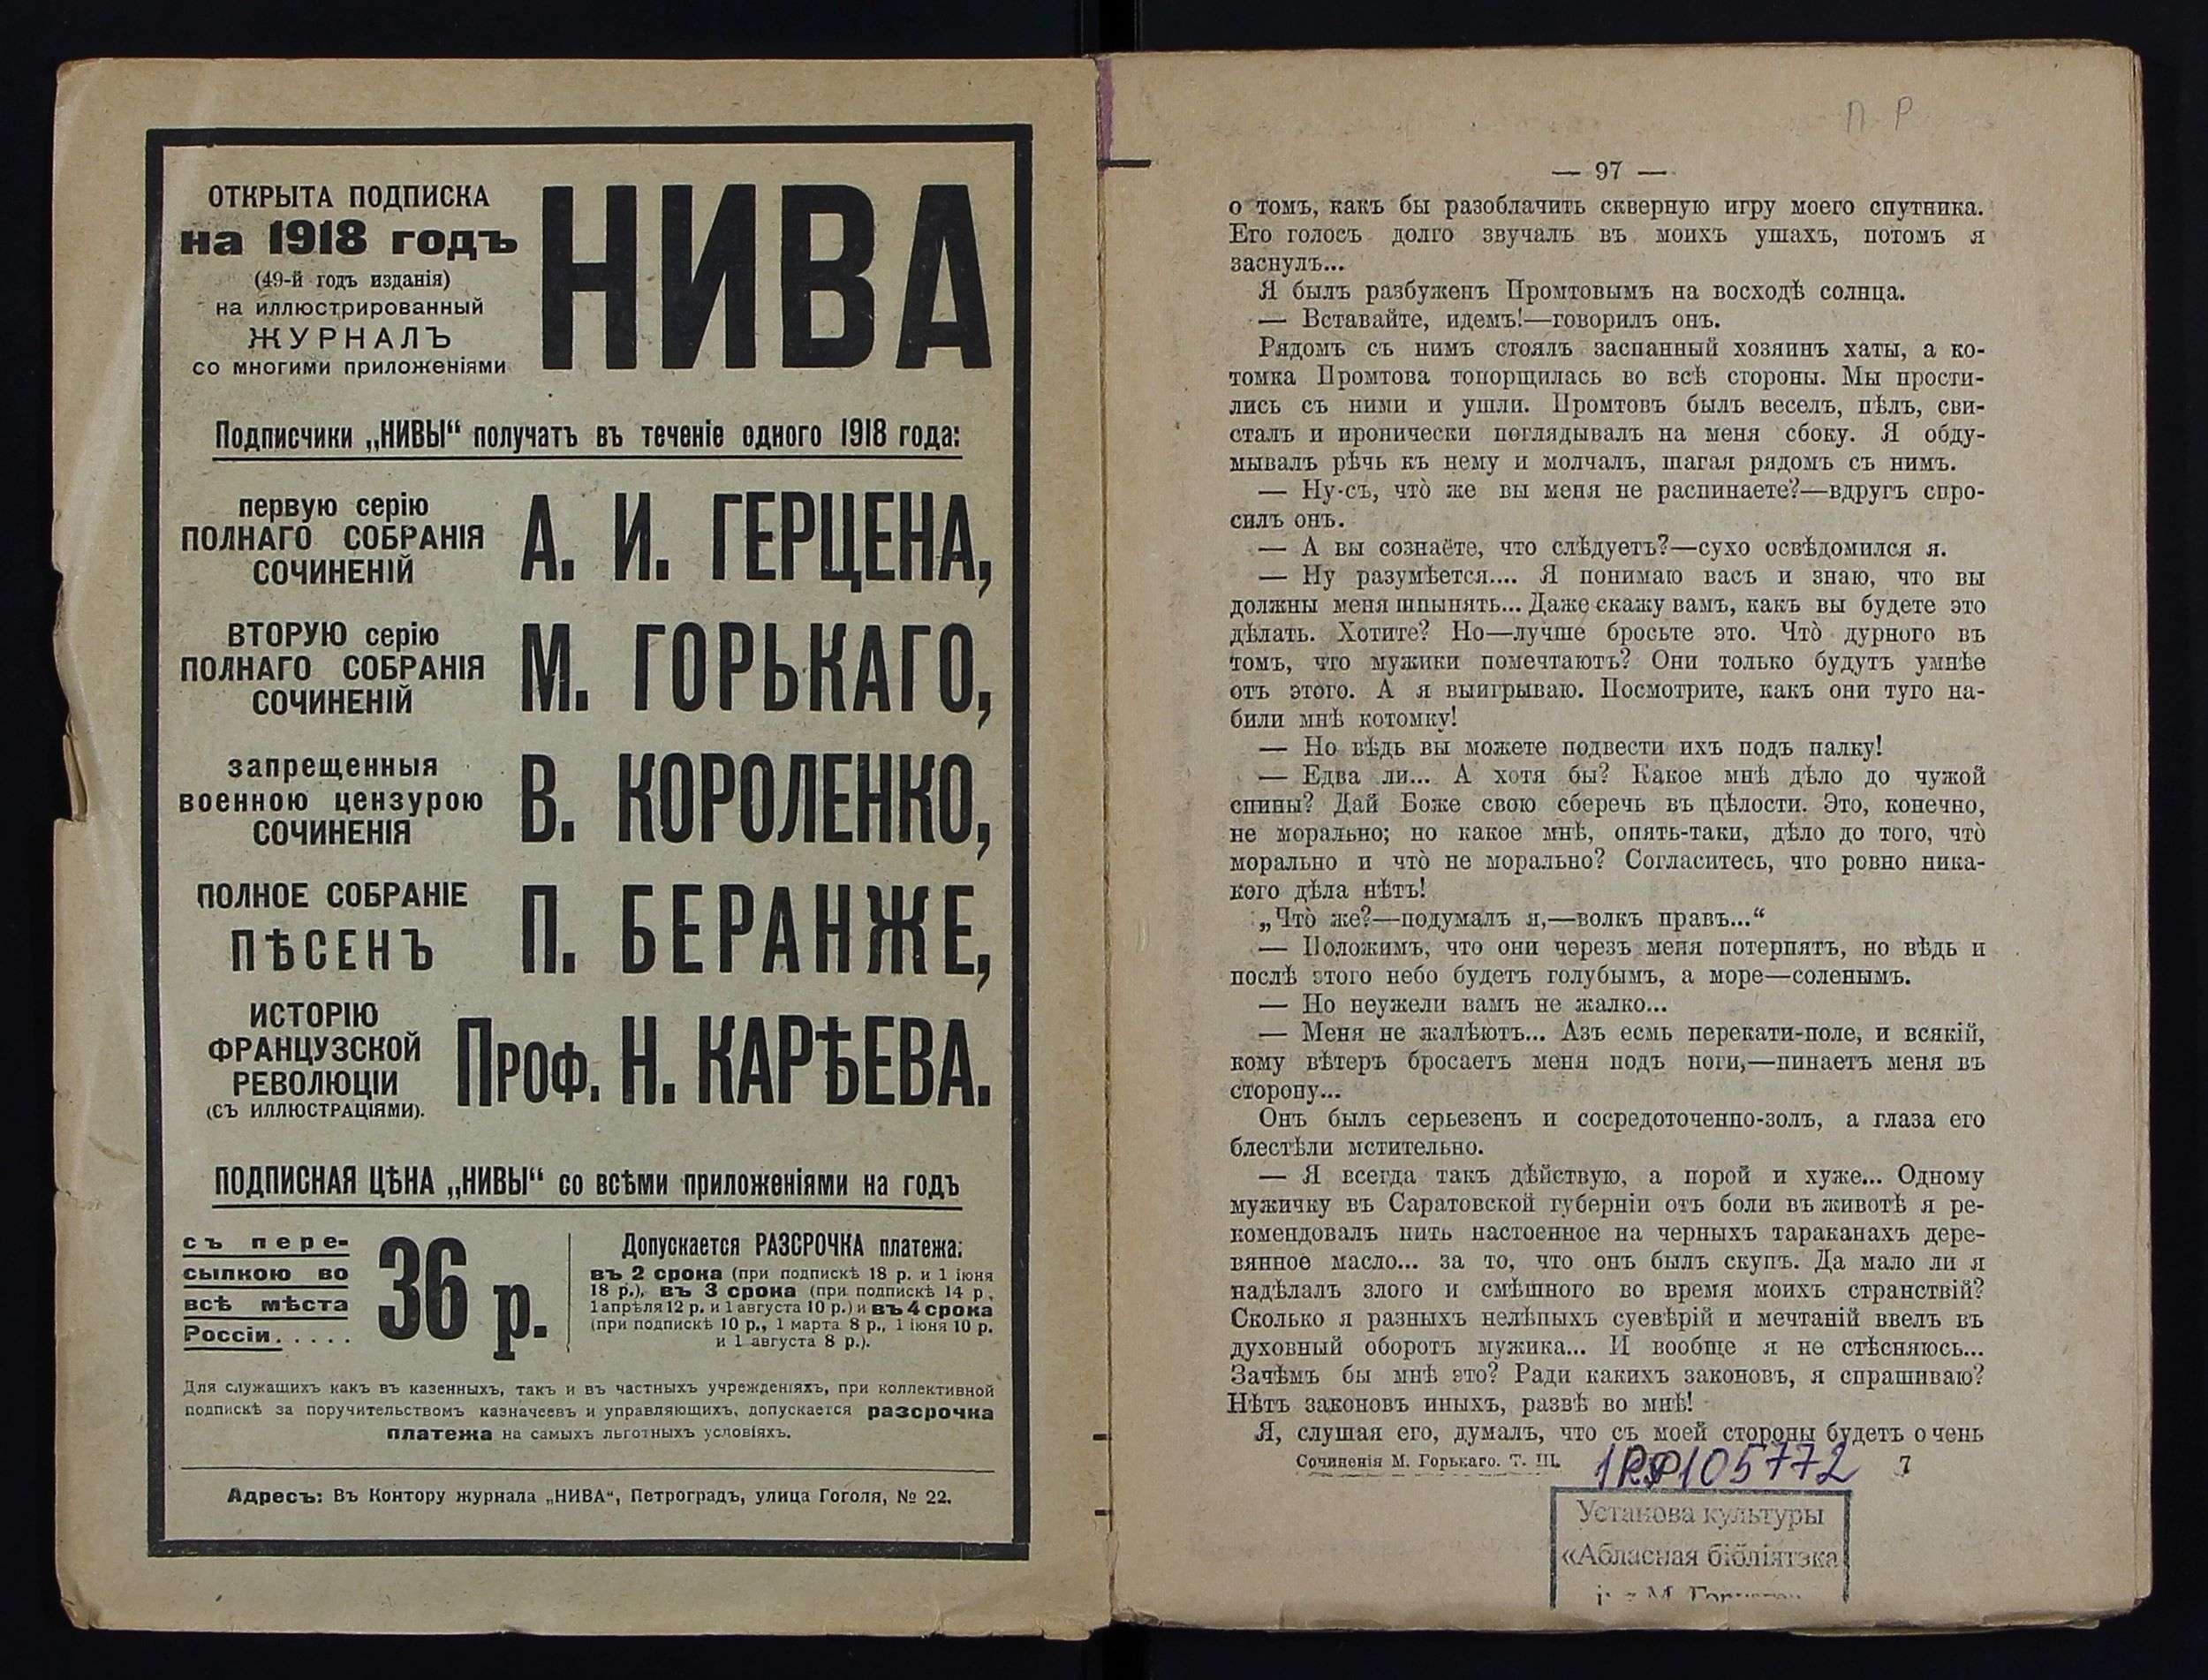 ОТКРЫТА ПОДПИСКА
на 1918 годъ
(49-й годъ изданія)
на иллюстрированный
ЖУРНАЛЪ
со многими приложеніями
НИВА
Подписчики „НИВЫ“ получатъ въ теченіе одного 1918 года:
первую серію
ПОЛНАГО СОБРАНІЯ
СОЧИНЕНІЙ
А. И. ГЕРЦЕНА,
ВТОРУЮ серію
ПОЛНАГО СОБРАНІЯ
СОЧИНЕНІЙ
М. ГОРЬКАГО,
запрещенныя
военною цензурою
СОЧИНЕНІЯ
В. КОРОЛЕНКО,
ПОЛНОЕ СОБРАНІЕ
ПѢСЕНЪ
П. БЕРАНЖЕ,
ИСТОРІЮ
ФРАНЦУЗСКОЙ
РЕВОЛЮЦІИ
(СЪ ИЛЛЮСТРАЦІЯМИ).
Проф. Н. КАРѢЕВА.
ПОДПИСНАЯ ЦѢНА „НИВЫ“ со всѣми приложеніями на годъ
съ пере-
сылкою во
всѣ мѣста
Россіи.....
36 р.
Допускается РАЗСРОЧКА платежа:
въ 2 срока (при подпискѣ 18 р. и 1 іюня
18 р.), въ 3 срока (при подпискѣ 14 р.,
1 апрѣля 12 р. и 1 августа 10 р.) и въ 4 срока
(при подпискѣ 10 р., 1 марта 8 р., 1 іюня 10 р.
и 1 августа 8 р.).
Для служащихъ какъ въ казенныхъ, такъ и въ частныхъ учрежденіяхъ, при коллективной
подпискѣ за поручительствомъ казначеевъ и управляющихъ, допускается разсрочка
платежа на самыхъ льготныхъ условіяхъ.
Адресъ: Въ Контору журнала „НИВА“, Петроградъ, улица Гоголя, № 22.
П Р
— 97 —
о томъ, какъ бы разоблачить скверную игру моего спутника.
Его голосъ долго звучалъ въ моихъ ушахъ, потомъ я
заснулъ...
Я былъ разбуженъ Промтовымъ на восходѣ солнца.
— Вставайте, идемъ!—говорилъ онъ.
Рядомъ съ нимъ стоялъ заспанный хозяинъ хаты, а ко-
томка Промтова топорщилась во всѣ стороны. Мы прости-
лись съ ними и ушли. Промтовъ былъ веселъ, пѣлъ, сви-
сталъ и иронически поглядывалъ на меня сбоку. Я обду-
мывалъ рѣчь къ нему и молчалъ, шагая рядомъ съ нимъ.
— Ну-съ, что̀ же вы меня не распинаете?—вдругъ спро-
силъ онъ.
— А вы сознаёте, что слѣдуетъ?—сухо освѣдомился я.
— Ну разумѣется.... Я понимаю васъ и знаю, что вы
должны меня шпынять... Даже скажу вамъ, какъ вы будете это
дѣлать. Хотите? Но—лучше бросьте это. Что̀ дурного въ
томъ, что мужики помечтаютъ? Они только будутъ умнѣе
отъ этого. А я выигрываю. Посмотрите, какъ они туго на-
били мнѣ котомку!
— Но вѣдь вы можете подвести ихъ подъ палку!
— Едва ли... А хотя бы? Какое мнѣ дѣло до чужой
спины? Дай Боже свою сберечь въ цѣлости. Это, конечно,
не морально; но какое мнѣ, опять-таки, дѣло до того, что̀
морально и что̀ не морально? Согласитесь, что ровно ника-
кого дѣла нѣтъ!
„Что̀ же?—подумалъ я,—волкъ правъ...“
— Положимъ, что они черезъ меня потерпятъ, но вѣдь и
послѣ этого небо будетъ голубымъ, а море—соленымъ.
— Но неужели вамъ не жалко...
— Меня не жалѣютъ... Азъ есмь перекати-поле, и всякій,
кому вѣтеръ бросаетъ меня подъ ноги,—пинаетъ меня въ
сторону...
Онъ былъ серьезенъ и сосредоточенно-золъ, а глаза его
блестѣли мстительно.
— Я всегда такъ дѣйствую, а порой и хуже... Одному
мужичку въ Саратовской губерніи отъ боли въ животѣ я ре-
комендовалъ пить настоенное на черныхъ тараканахъ дере-
вянное масло... за то, что онъ былъ скупъ. Да мало ли я
надѣлалъ злого и смѣшного во время моихъ странствій?
Сколько я разныхъ нелѣпыхъ суевѣрій и мечтаній ввелъ въ
духовный оборотъ мужика... И вообще я не стѣсняюсь...
Зачѣмъ бы мнѣ это? Ради какихъ законовъ, я спрашиваю?
Нѣтъ законовъ иныхъ, развѣ во мнѣ!
Я, слушая его, думалъ, что съ моей стороны будетъ очень
Сочиненія М. Горькаго. Т. III.
7
105772
Установа культуры
«Абласная бібліятэка